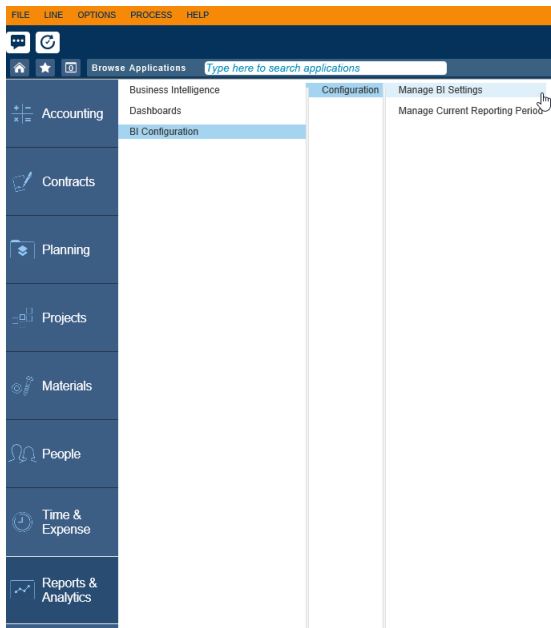 FILE LINE OPTIONS PROCESS HELP
Browse Applications Type here to search applications
Business Intelligence Configuration Manage BI Settings
Dashboards Manage Current Reporting Period
BI Configuration
Accounting
Contracts
Planning
Projects
Materials
People
Time &
Expense
Reports &
Analytics